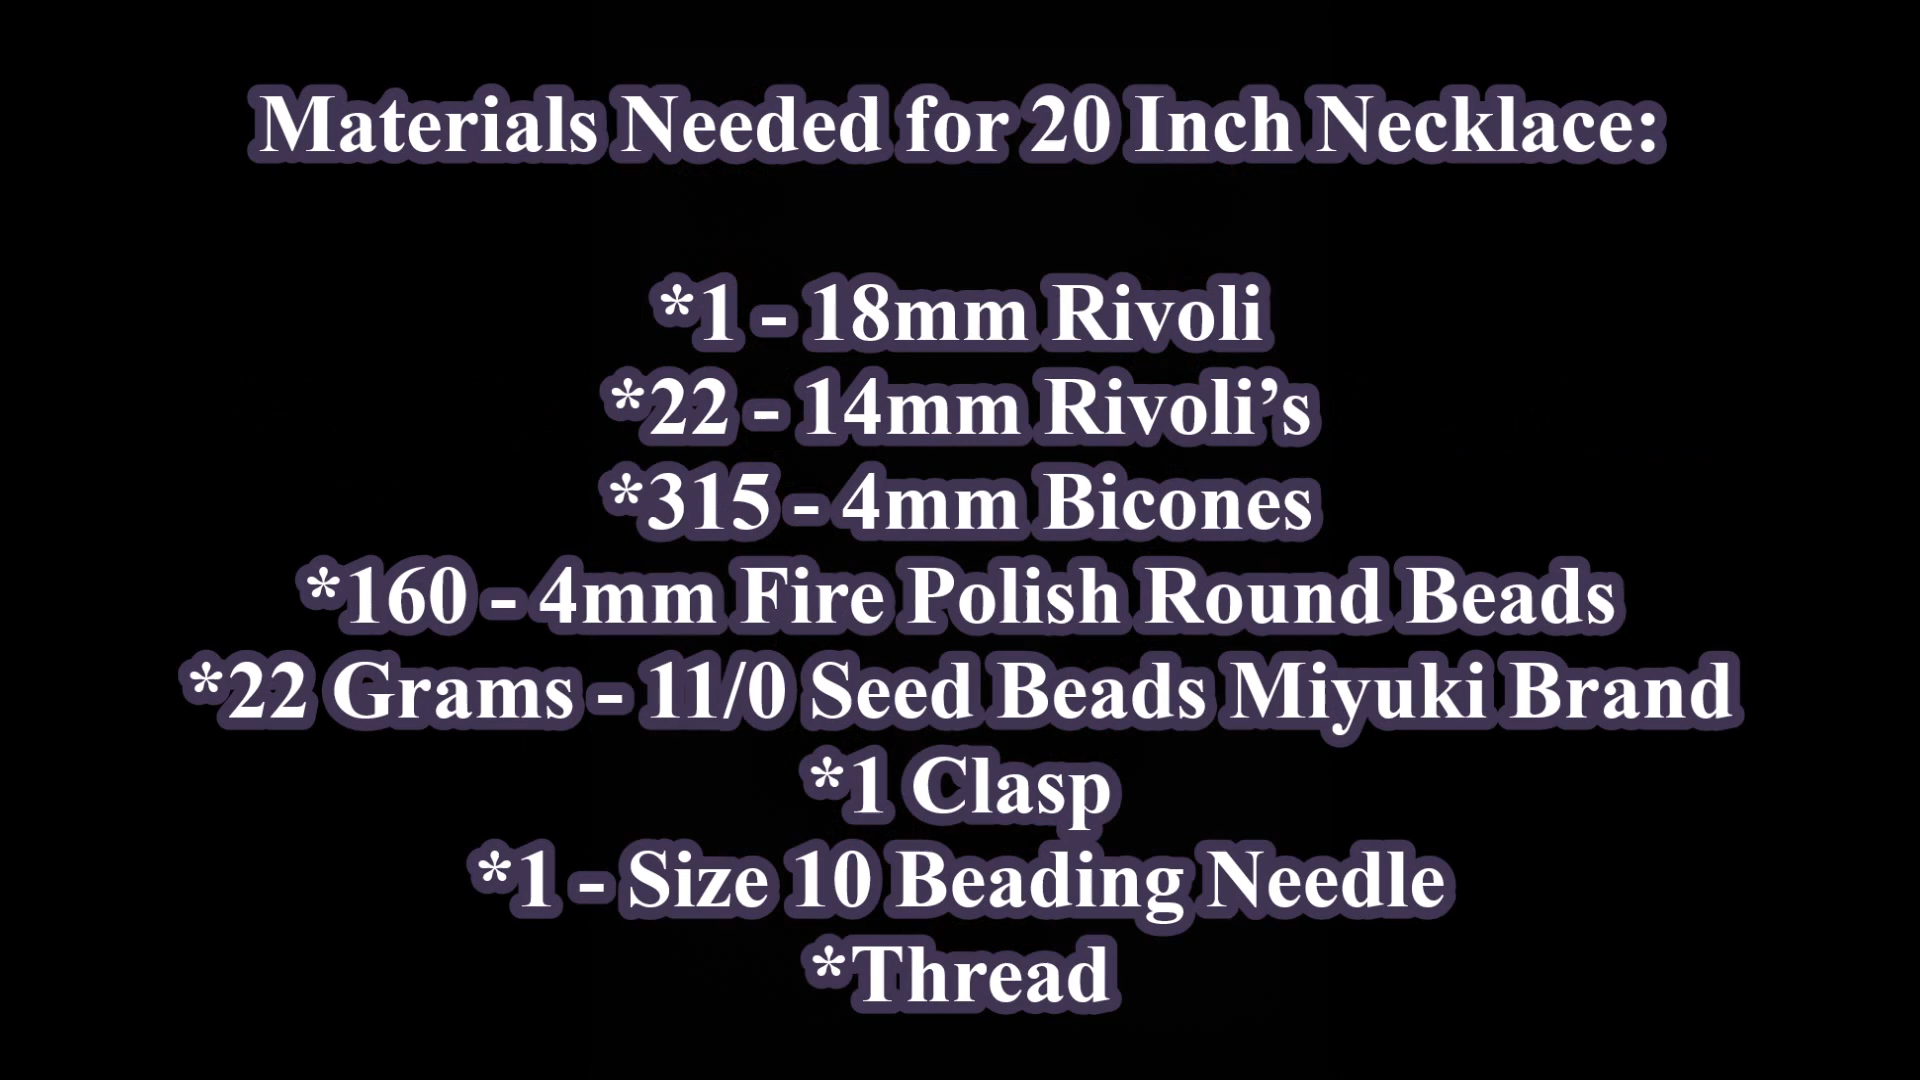 Materials Needed for 20 Inch Necklace:
*1 - 18mm Rivoli
*22 - 14mm Rivoli’s
*315 - 4mm Bicones
*160 - 4mm Fire Polish Round Beads
*22 Grams - 11/0 Seed Beads Miyuki Brand
*1 Clasp
*1 - Size 10 Beading Needle
*Thread